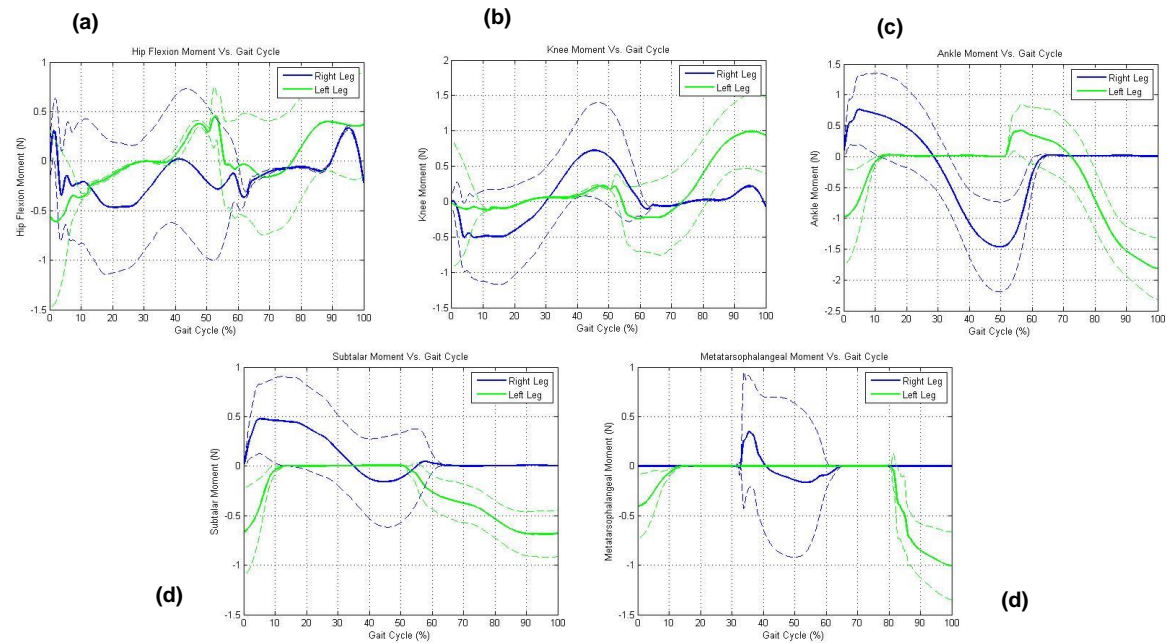 (a)
(b)
(c)
Hip Flexion Moment Vs. Gait Cycle
Knee Moment Vs. Gait Cycle
Ankle Moment Vs. Gait Cycle
Right Leg
Left Leg
Right Leg
Left Leg
Right Leg
Left Leg
Hip Flexion Moment (N)
1
0.5
0
-0.5
-1
-1.5
0 10 20 30 40 50 60 70 80 90 100
Gait Cycle (%)
Knee Moment (N)
2
1.5
1
0.5
0
-0.5
-1
-1.5
0 10 20 30 40 50 60 70 80 90 100
Gait Cycle (%)
Ankle Moment (N)
1.5
1
0.5
0
-0.5
-1
-1.5
-2
-2.5
0 10 20 30 40 50 60 70 80 90 100
Gait Cycle (%)
Subtalar Moment Vs. Gait Cycle
Metatarsophalangeal Moment Vs. Gait Cycle
Right Leg
Left Leg
Right Leg
Left Leg
Subtalar Moment (N)
1
0.5
0
-0.5
-1
-1.5
0 10 20 30 40 50 60 70 80 90 100
Gait Cycle (%)
Metatarsophalangeal Moment (N)
1
0.5
0
-0.5
-1
-1.5
0 10 20 30 40 50 60 70 80 90 100
Gait Cycle (%)
(d)
(d)